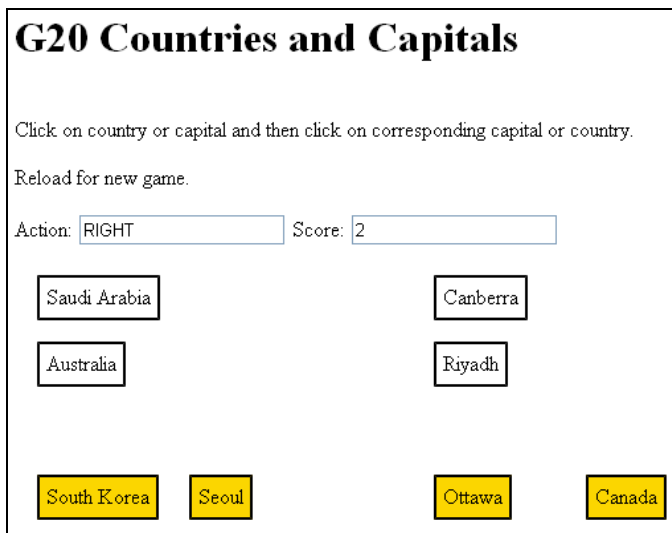 G20 Countries and Capitals
Click on country or capital and then click on corresponding capital or country.
Reload for new game.
Action: RIGHT Score: 2
Saudi Arabia Canberra
Australia Riyadh
South Korea Seoul Ottawa Canada